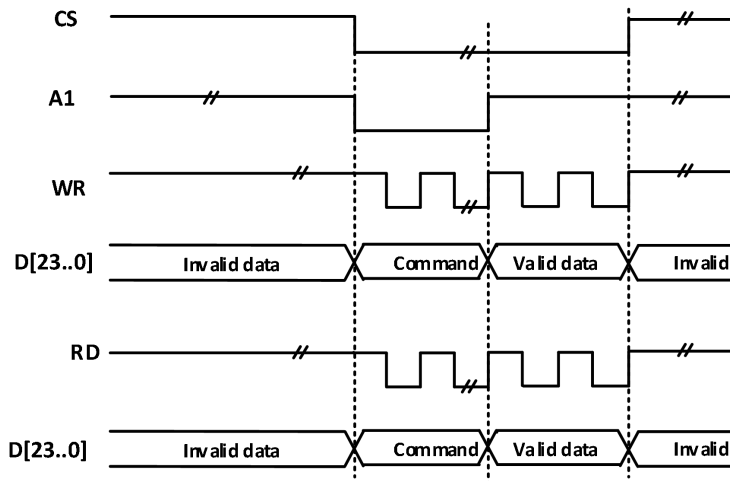 CS
A1
WR
D[23..0] Invalid data Command Valid data Invalid
RD
D[23..0] Invalid data Command Valid data Invalid